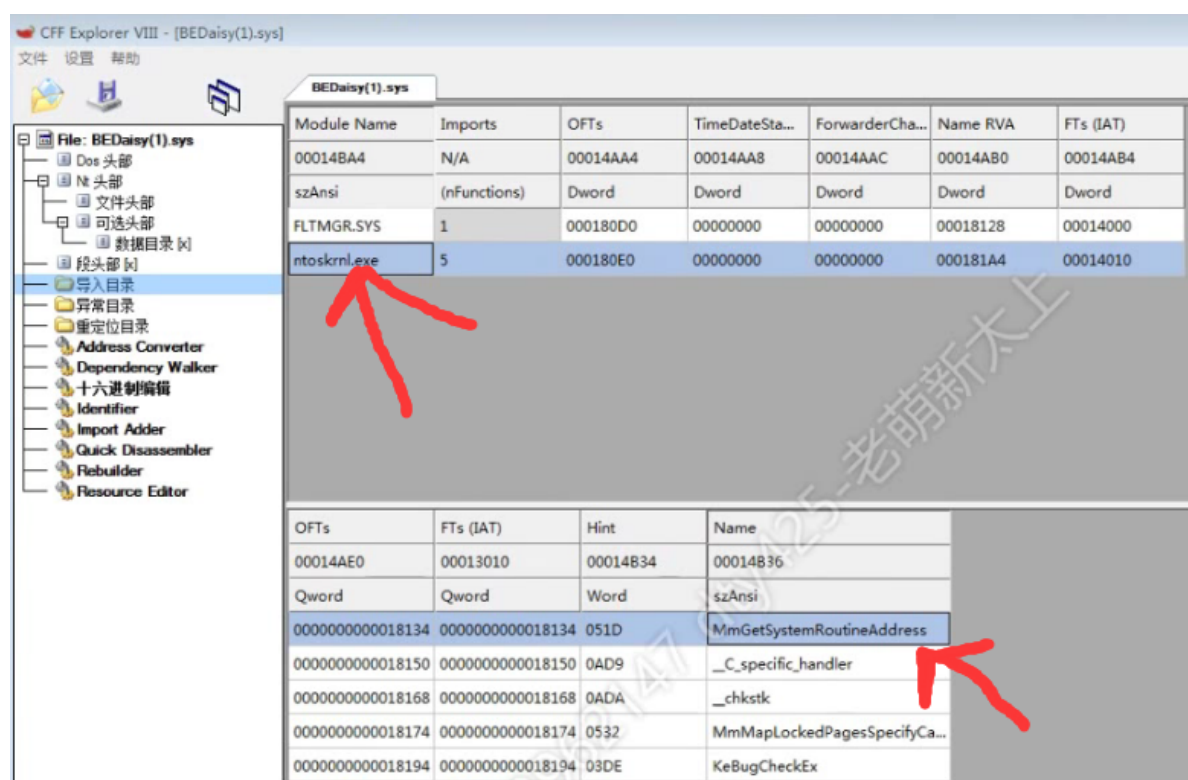 CFF Explorer VIII - [BEDaisy(1).sys]
文件 设置 帮助
BEDaisy(1).sys
File: BEDaisy(1).sys
Dos 头部
Nt 头部
文件头部
可选头部
数据目录 [x]
段头部 [x]
导入目录
异常目录
重定位目录
Address Converter
Dependency Walker
十六进制编辑
Identifier
Import Adder
Quick Disassembler
Rebuilder
Resource Editor
Module Name Imports OFTs TimeDateSta... ForwarderCha... Name RVA FTs (IAT)
00014BA4 N/A 00014AA4 00014AA8 00014AAC 00014AB0 00014AB4
szAnsi (nFunctions) Dword Dword Dword Dword Dword
FLTMGR.SYS 1 000180D0 00000000 00000000 00018128 00014000
ntoskrnl.exe 5 000180E0 00000000 00000000 000181A4 00014010
OFTs FTs (IAT) Hint Name
00014AE0 00013010 00014B34 00014B36
Qword Qword Word szAnsi
0000000000018134 0000000000018134 051D MmGetSystemRoutineAddress
0000000000018150 0000000000018150 0AD9 __C_specific_handler
0000000000018168 0000000000018168 0ADA __chkstk
0000000000018174 0000000000018174 0532 MmMapLockedPagesSpecifyCa...
0000000000018194 0000000000018194 03DE KeBugCheckEx
老萌新太上